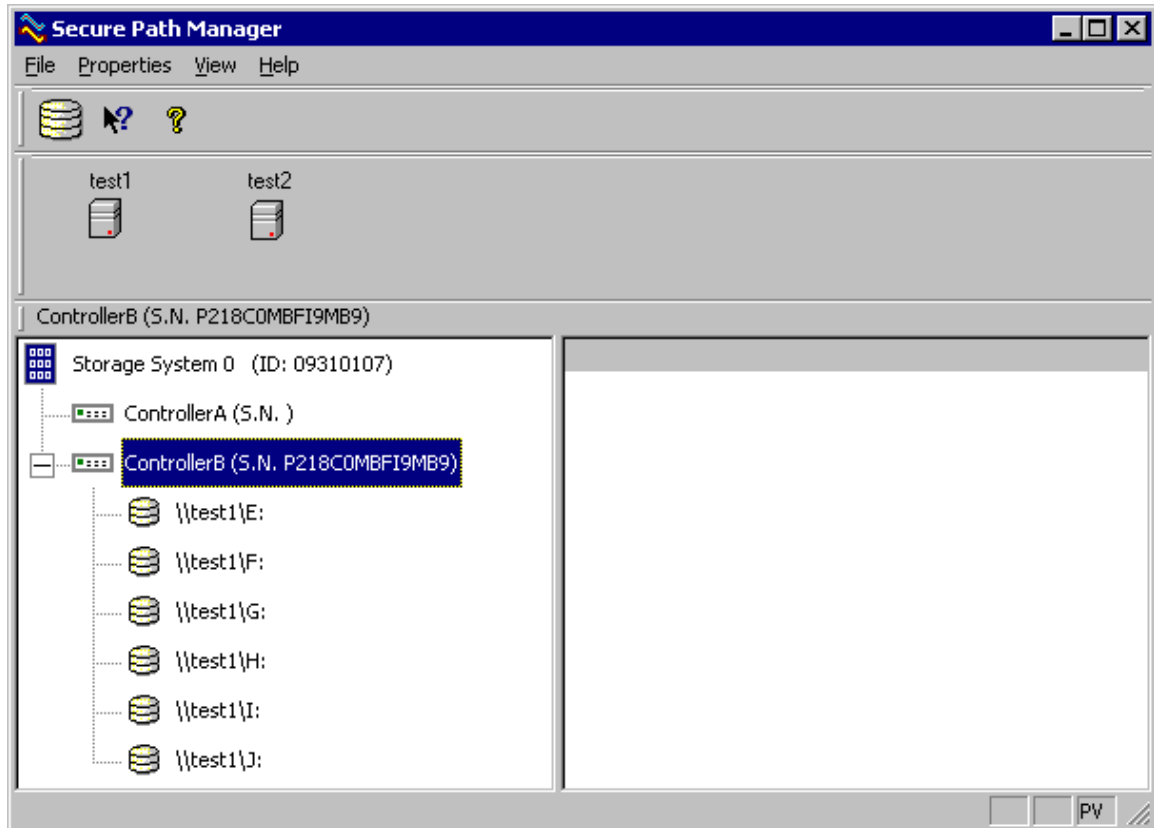 Secure Path Manager
File Properties View Help
test1 test2
ControllerB (S.N. P218C0MBFI9MB9)
Storage System 0 (ID: 09310107)
ControllerA (S.N. )
ControllerB (S.N. P218C0MBFI9MB9)
\\test1\E:
\\test1\F:
\\test1\G:
\\test1\H:
\\test1\I:
\\test1\J:
PV